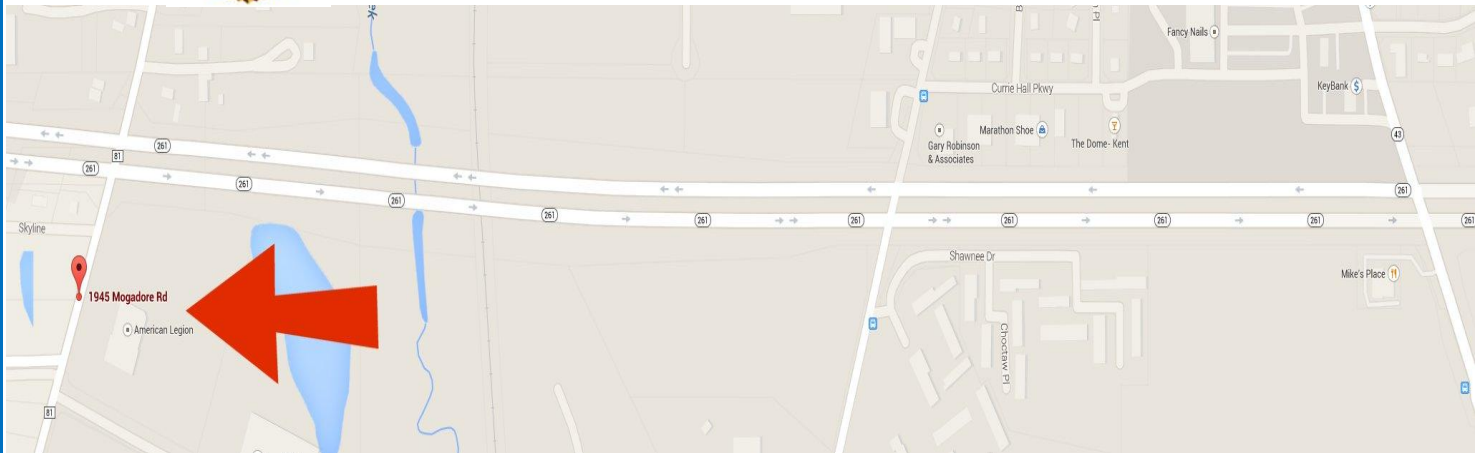 Fancy Nails
KeyBank
$
Currie Hall Pkwy
Marathon Shoe
The Dome- Kent
Gary Robinson
& Associates
43
261
81
261
261
261
261
261
261
261
261
261
261
261
261
Skyline
Shawnee Dr
Mike's Place
1945 Mogadore Rd
American Legion
Choctaw Pl
81